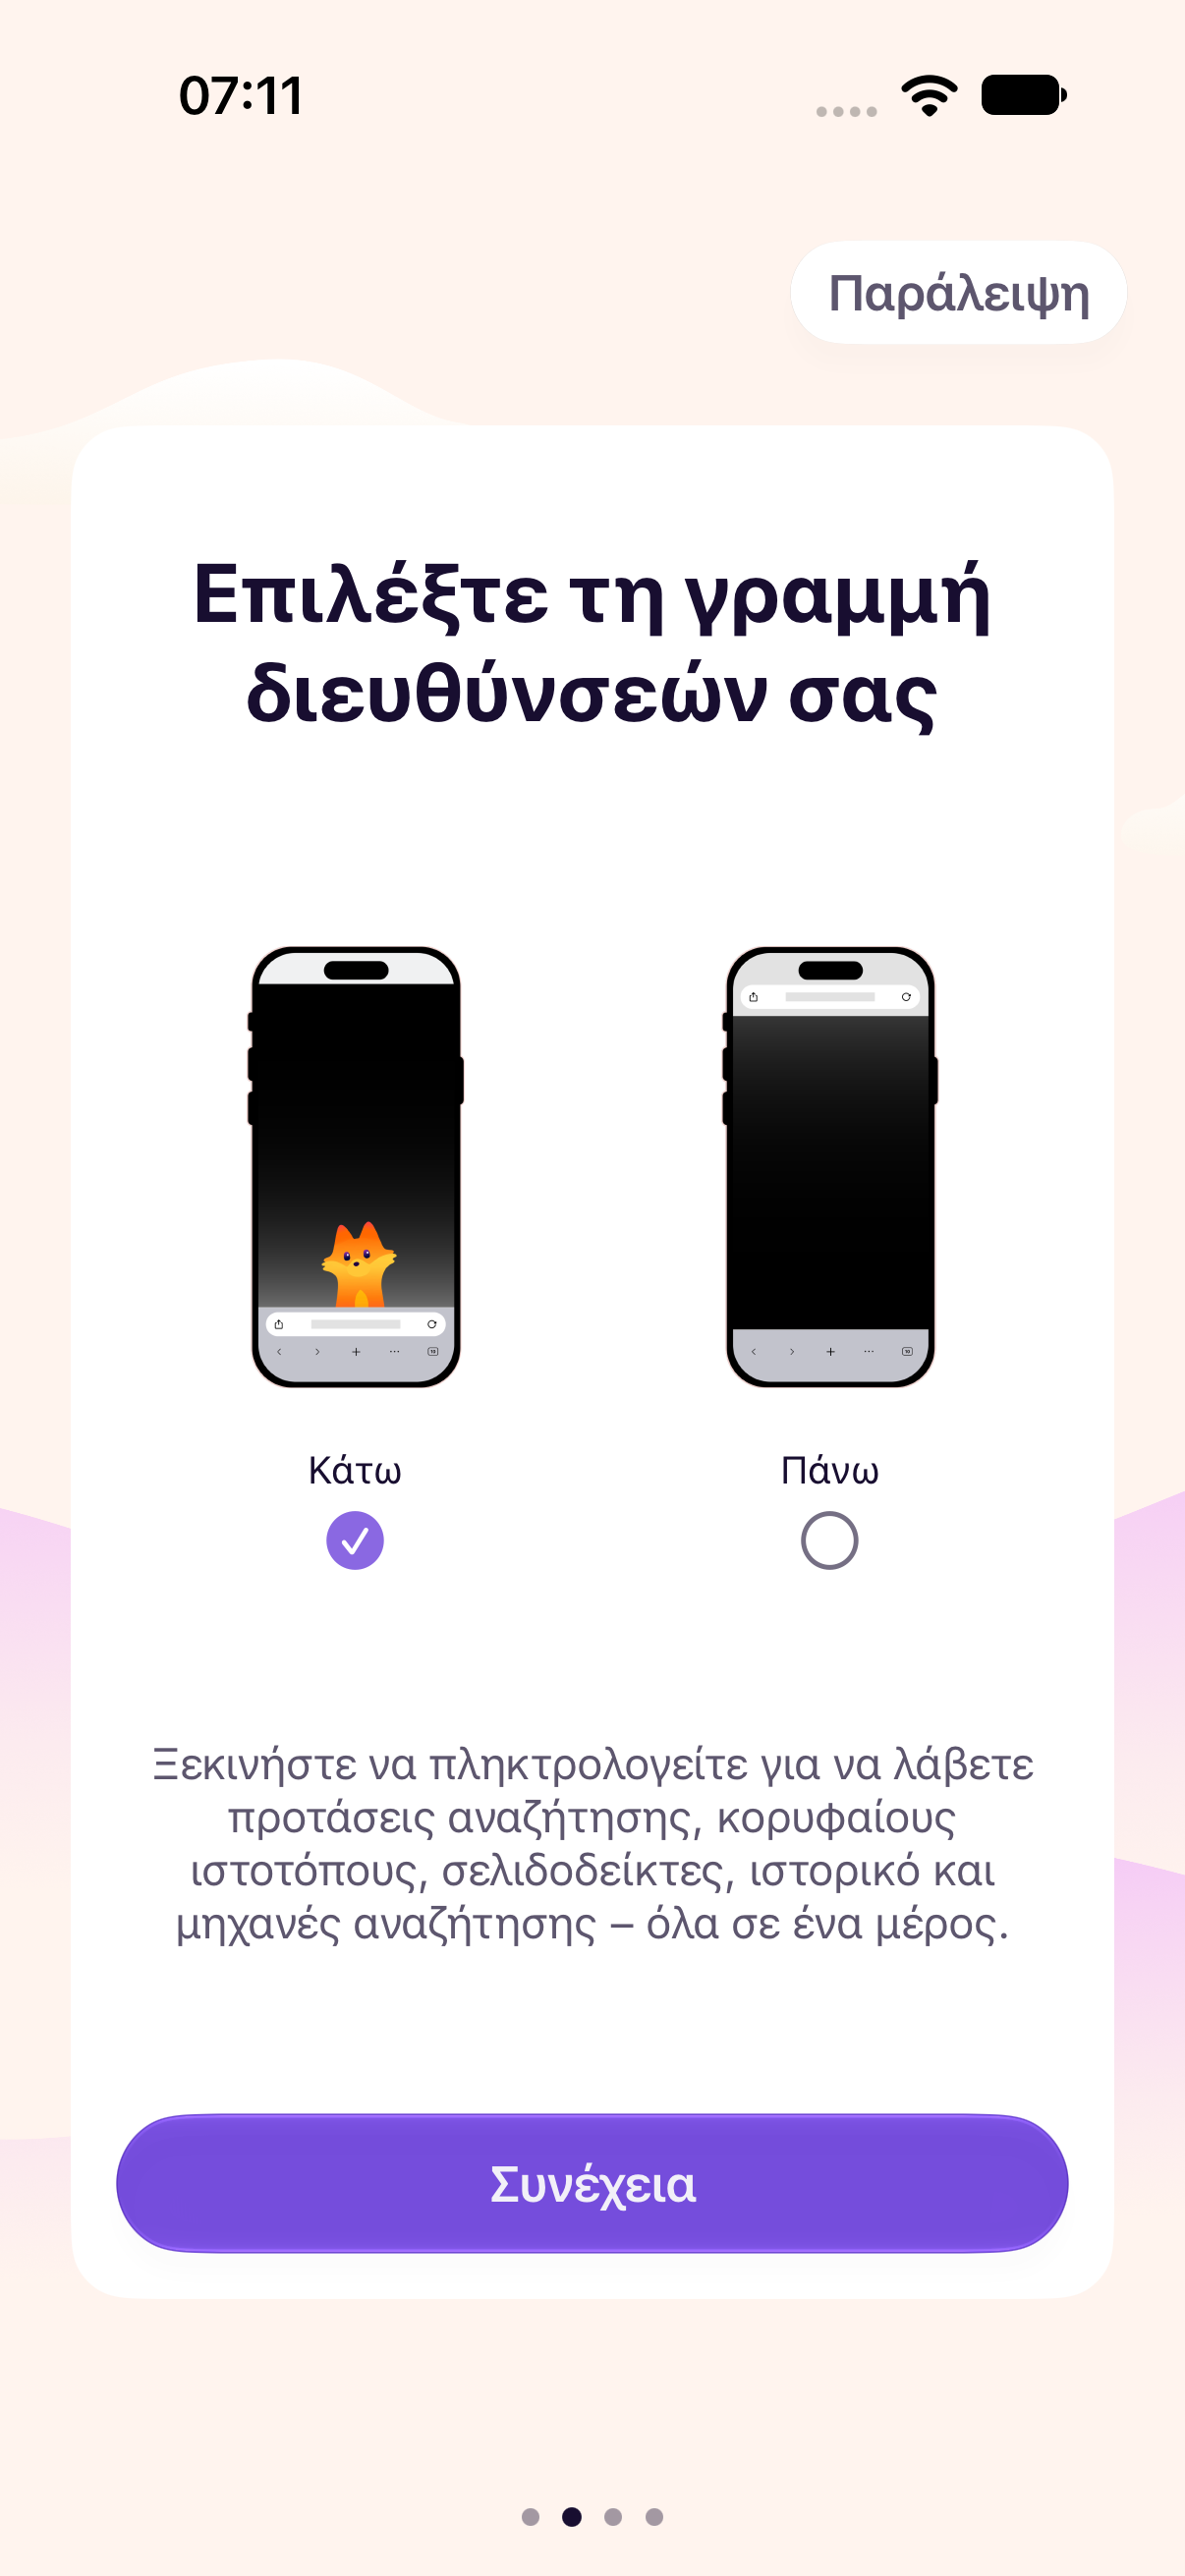 07:11
Παράλειψη
Επιλέξτε τη γραμμή
διευθύνσεών σας
Κάτω
Πάνω
Ξεκινήστε να πληκτρολογείτε για να λάβετε
προτάσεις αναζήτησης, κορυφαίους
ιστοτόπους, σελιδοδείκτες, ιστορικό και
μηχανές αναζήτησης – όλα σε ένα μέρος.
Συνέχεια